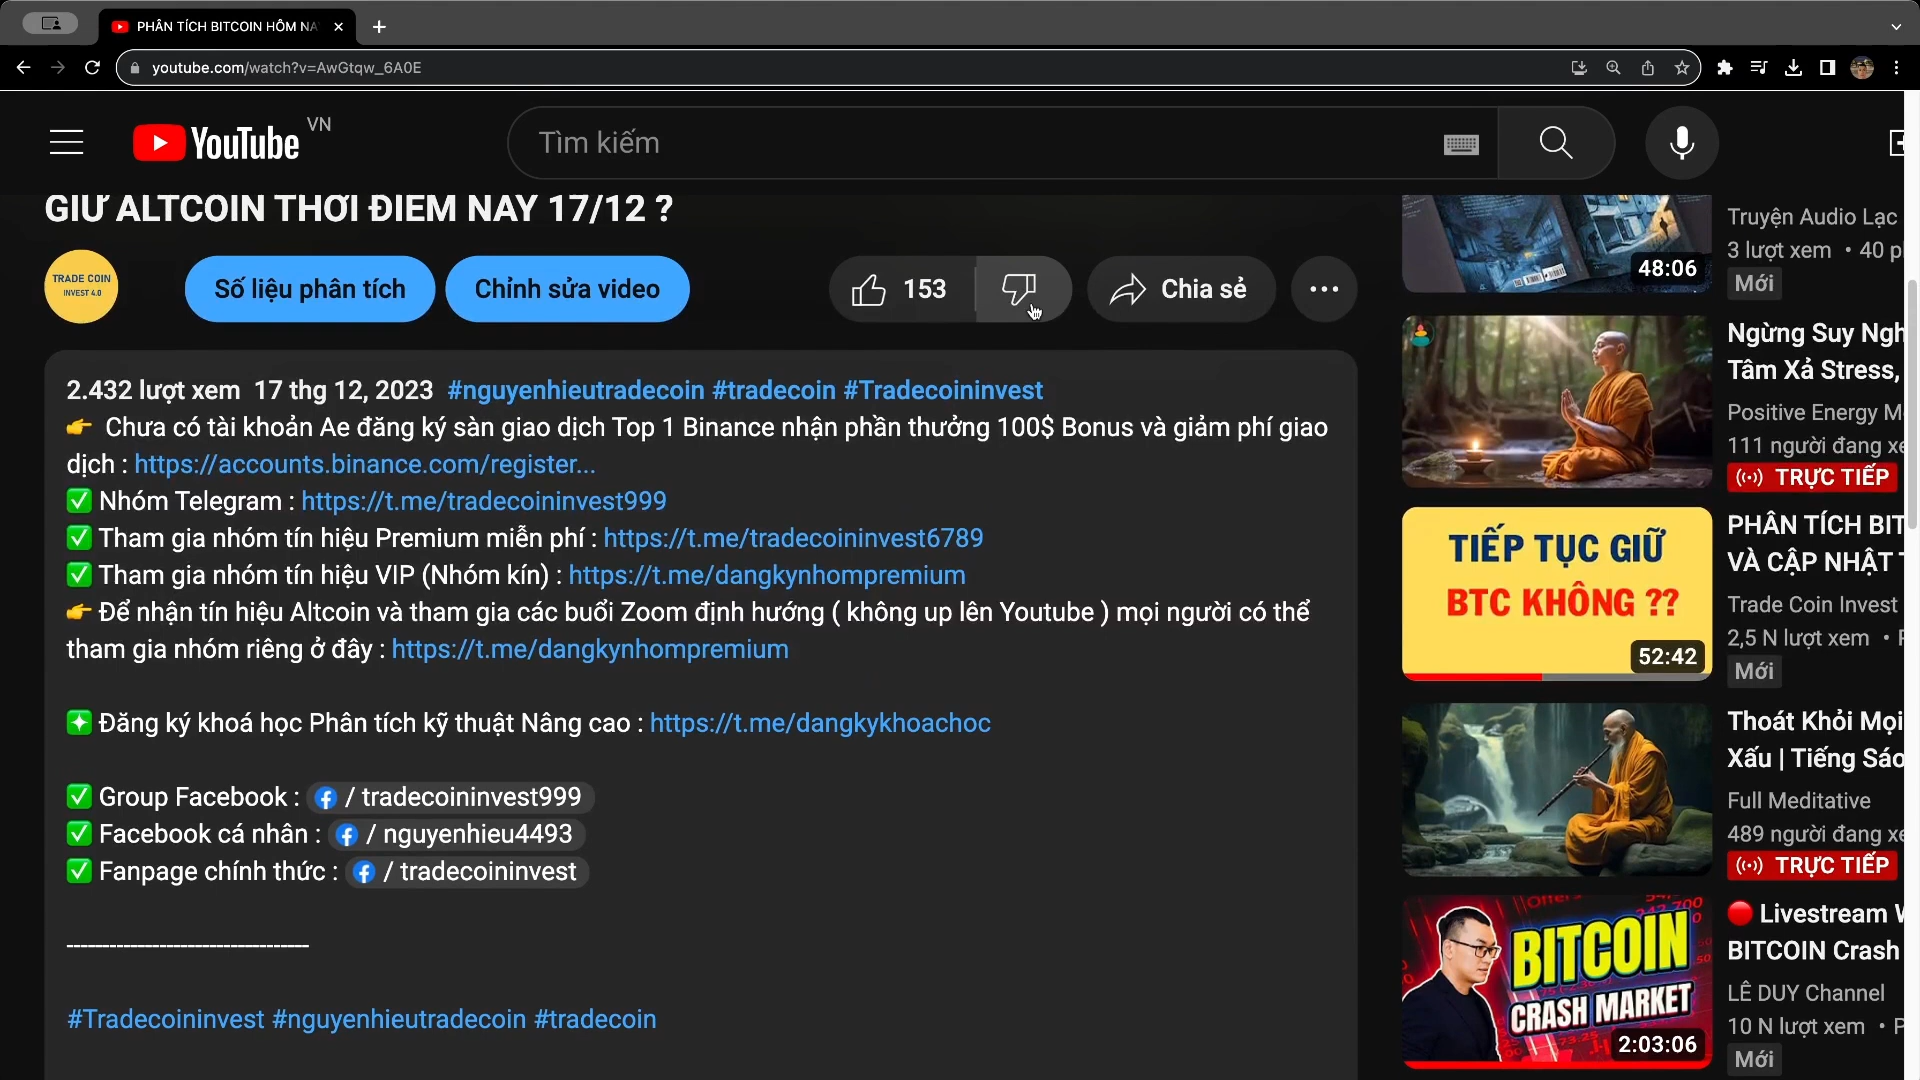 PHÂN TÍCH BITCOIN HÔM NA
youtube.com/watch?v=AwGtqw_6A0E
YouTube VN
Tìm kiếm
GIỮ ALTCOIN THỜI ĐIỂM NÀY 17/12 ?
TRADE COIN
INVEST 4.0
Số liệu phân tích
Chỉnh sửa video
153
Chia sẻ
2.432 lượt xem 17 thg 12, 2023 #nguyenhieutradecoin #tradecoin #Tradecoininvest
👉 Chưa có tài khoản Ae đăng ký sàn giao dịch Top 1 Binance nhận phần thưởng 100$ Bonus và giảm phí giao
dịch : https://accounts.binance.com/register...
✅ Nhóm Telegram : https://t.me/tradecoininvest999
✅ Tham gia nhóm tín hiệu Premium miễn phí : https://t.me/tradecoininvest6789
✅ Tham gia nhóm tín hiệu VIP (Nhóm kín) : https://t.me/dangkynhompremium
👉 Để nhận tín hiệu Altcoin và tham gia các buổi Zoom định hướng ( không up lên Youtube ) mọi người có thể
tham gia nhóm riêng ở đây : https://t.me/dangkynhompremium
Đăng ký khoá học Phân tích kỹ thuật Nâng cao : https://t.me/dangkykhoachoc
✅ Group Facebook : / tradecoininvest999
✅ Facebook cá nhân : / nguyenhieu4493
✅ Fanpage chính thức : / tradecoininvest
----------------------------------
#Tradecoininvest #nguyenhieutradecoin #tradecoin
48:06
Truyện Audio Lạc
3 lượt xem • 40 p
Mới
Ngừng Suy Ngh
Tâm Xả Stress,
Positive Energy M
111 người đang xe
TRỰC TIẾP
TIẾP TỤC GIỮ
BTC KHÔNG ??
52:42
PHÂN TÍCH BIT
VÀ CẬP NHẬT T
Trade Coin Invest
2,5 N lượt xem •
Mới
Thoát Khỏi Mọi
Xấu | Tiếng Sáo
Full Meditative
489 người đang xe
TRỰC TIẾP
BITCOIN
CRASH MARKET
2:03:06
🔴 Livestream
BITCOIN Crash
LÊ DUY Channel
10 N lượt xem •
Mới